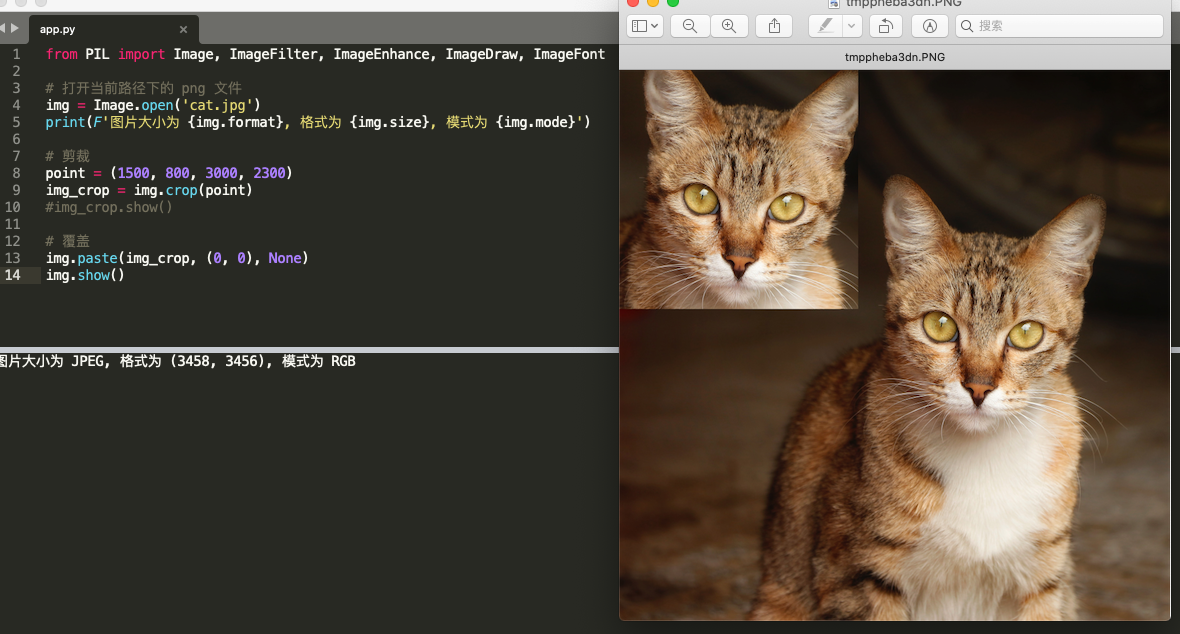 app.py
1 from PIL import Image, ImageFilter, ImageEnhance, ImageDraw, ImageFont
2
3 # 打开当前路径下的 png 文件
4 img = Image.open('cat.jpg')
5 print(F'图片大小为 {img.format}, 格式为 {img.size}, 模式为 {img.mode}')
6
7 # 剪裁
8 point = (1500, 800, 3000, 2300)
9 img_crop = img.crop(point)
10 #img_crop.show()
11
12 # 覆盖
13 img.paste(img_crop, (0, 0), None)
14 img.show()
图片大小为 JPEG, 格式为 (3458, 3456), 模式为 RGB
tmppheba3dn.PNG
搜索
tmppheba3dn.PNG